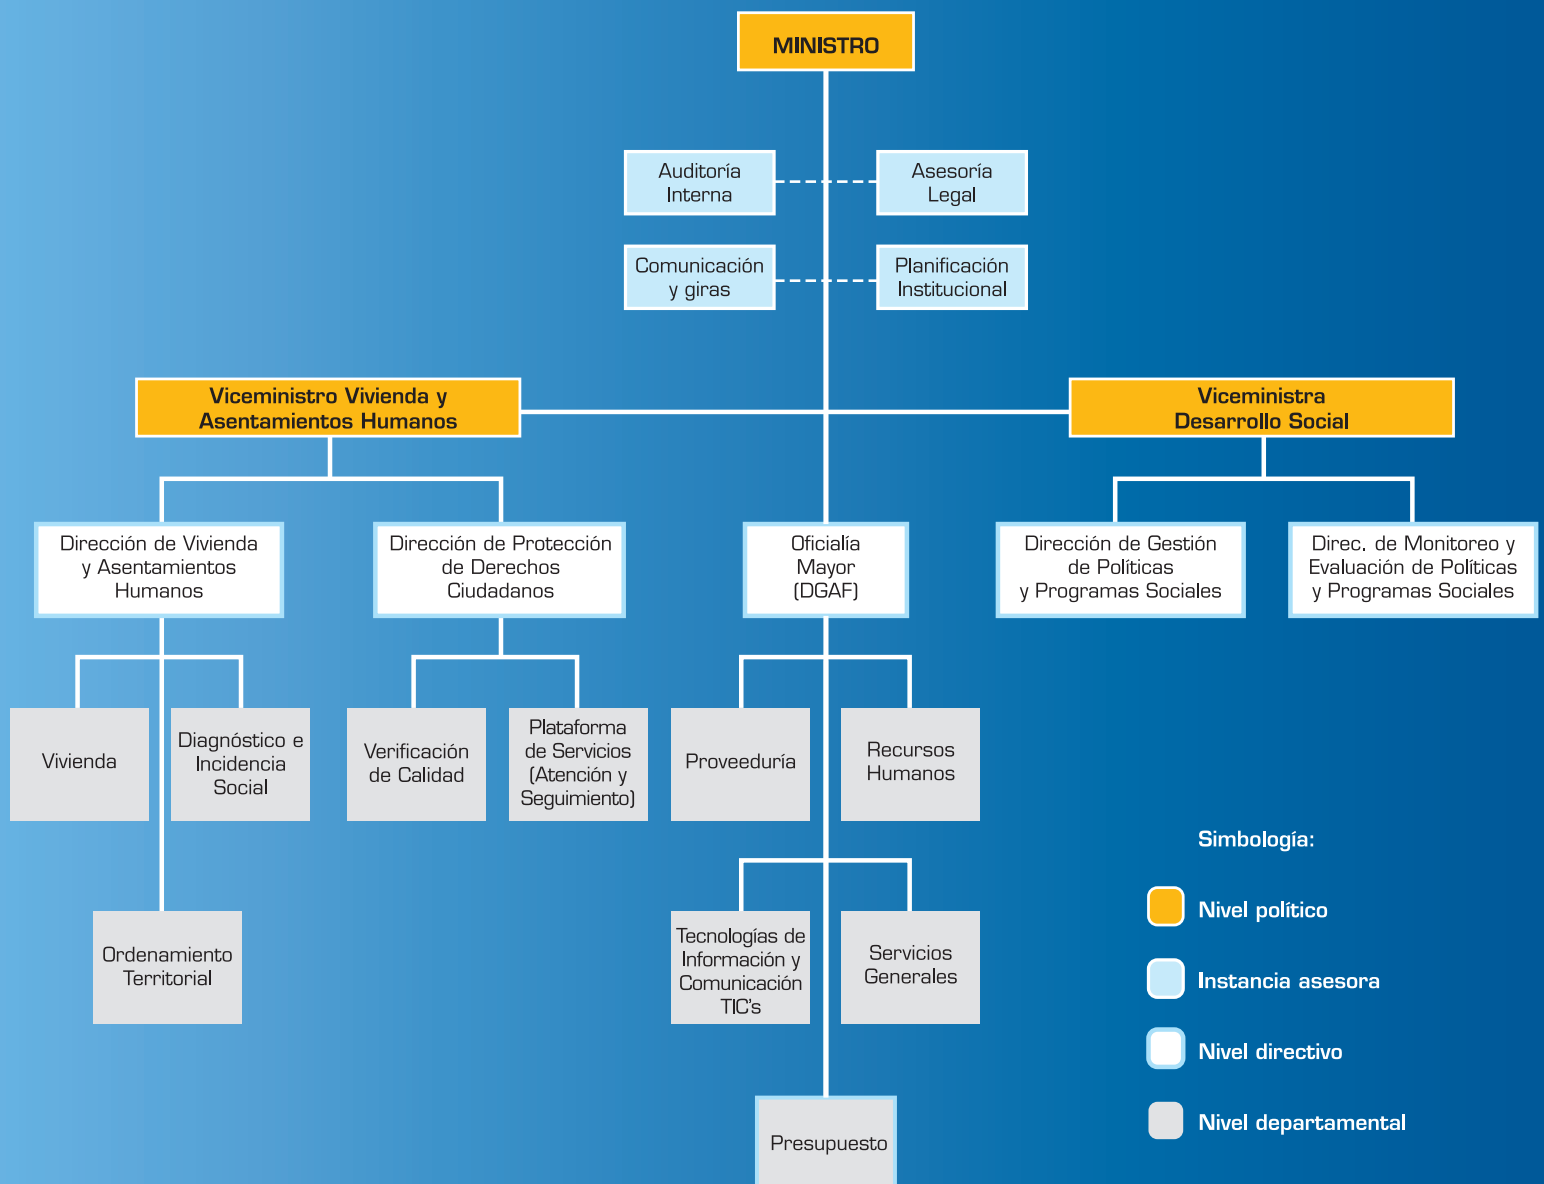 MINISTRO
Auditoría
Interna
Asesoría
Legal
Comunicación
y giras
Planificación
Institucional
Viceministro Vivienda y
Asentamientos Humanos
Viceministra
Desarrollo Social
Dirección de Vivienda
y Asentamientos
Humanos
Dirección de Protección
de Derechos
Ciudadanos
Oficialía
Mayor
(DGAF)
Dirección de Gestión
de Políticas
y Programas Sociales
Direc. de Monitoreo y
Evaluación de Políticas
y Programas Sociales
Vivienda
Diagnóstico e
Incidencia
Social
Verificación
de Calidad
Plataforma
de Servicios
(Atención y
Seguimiento)
Proveeduría
Recursos
Humanos
Ordenamiento
Territorial
Tecnologías de
Información y
Comunicación
TIC's
Servicios
Generales
Presupuesto
Simbología:
Nivel político
Instancia asesora
Nivel directivo
Nivel departamental